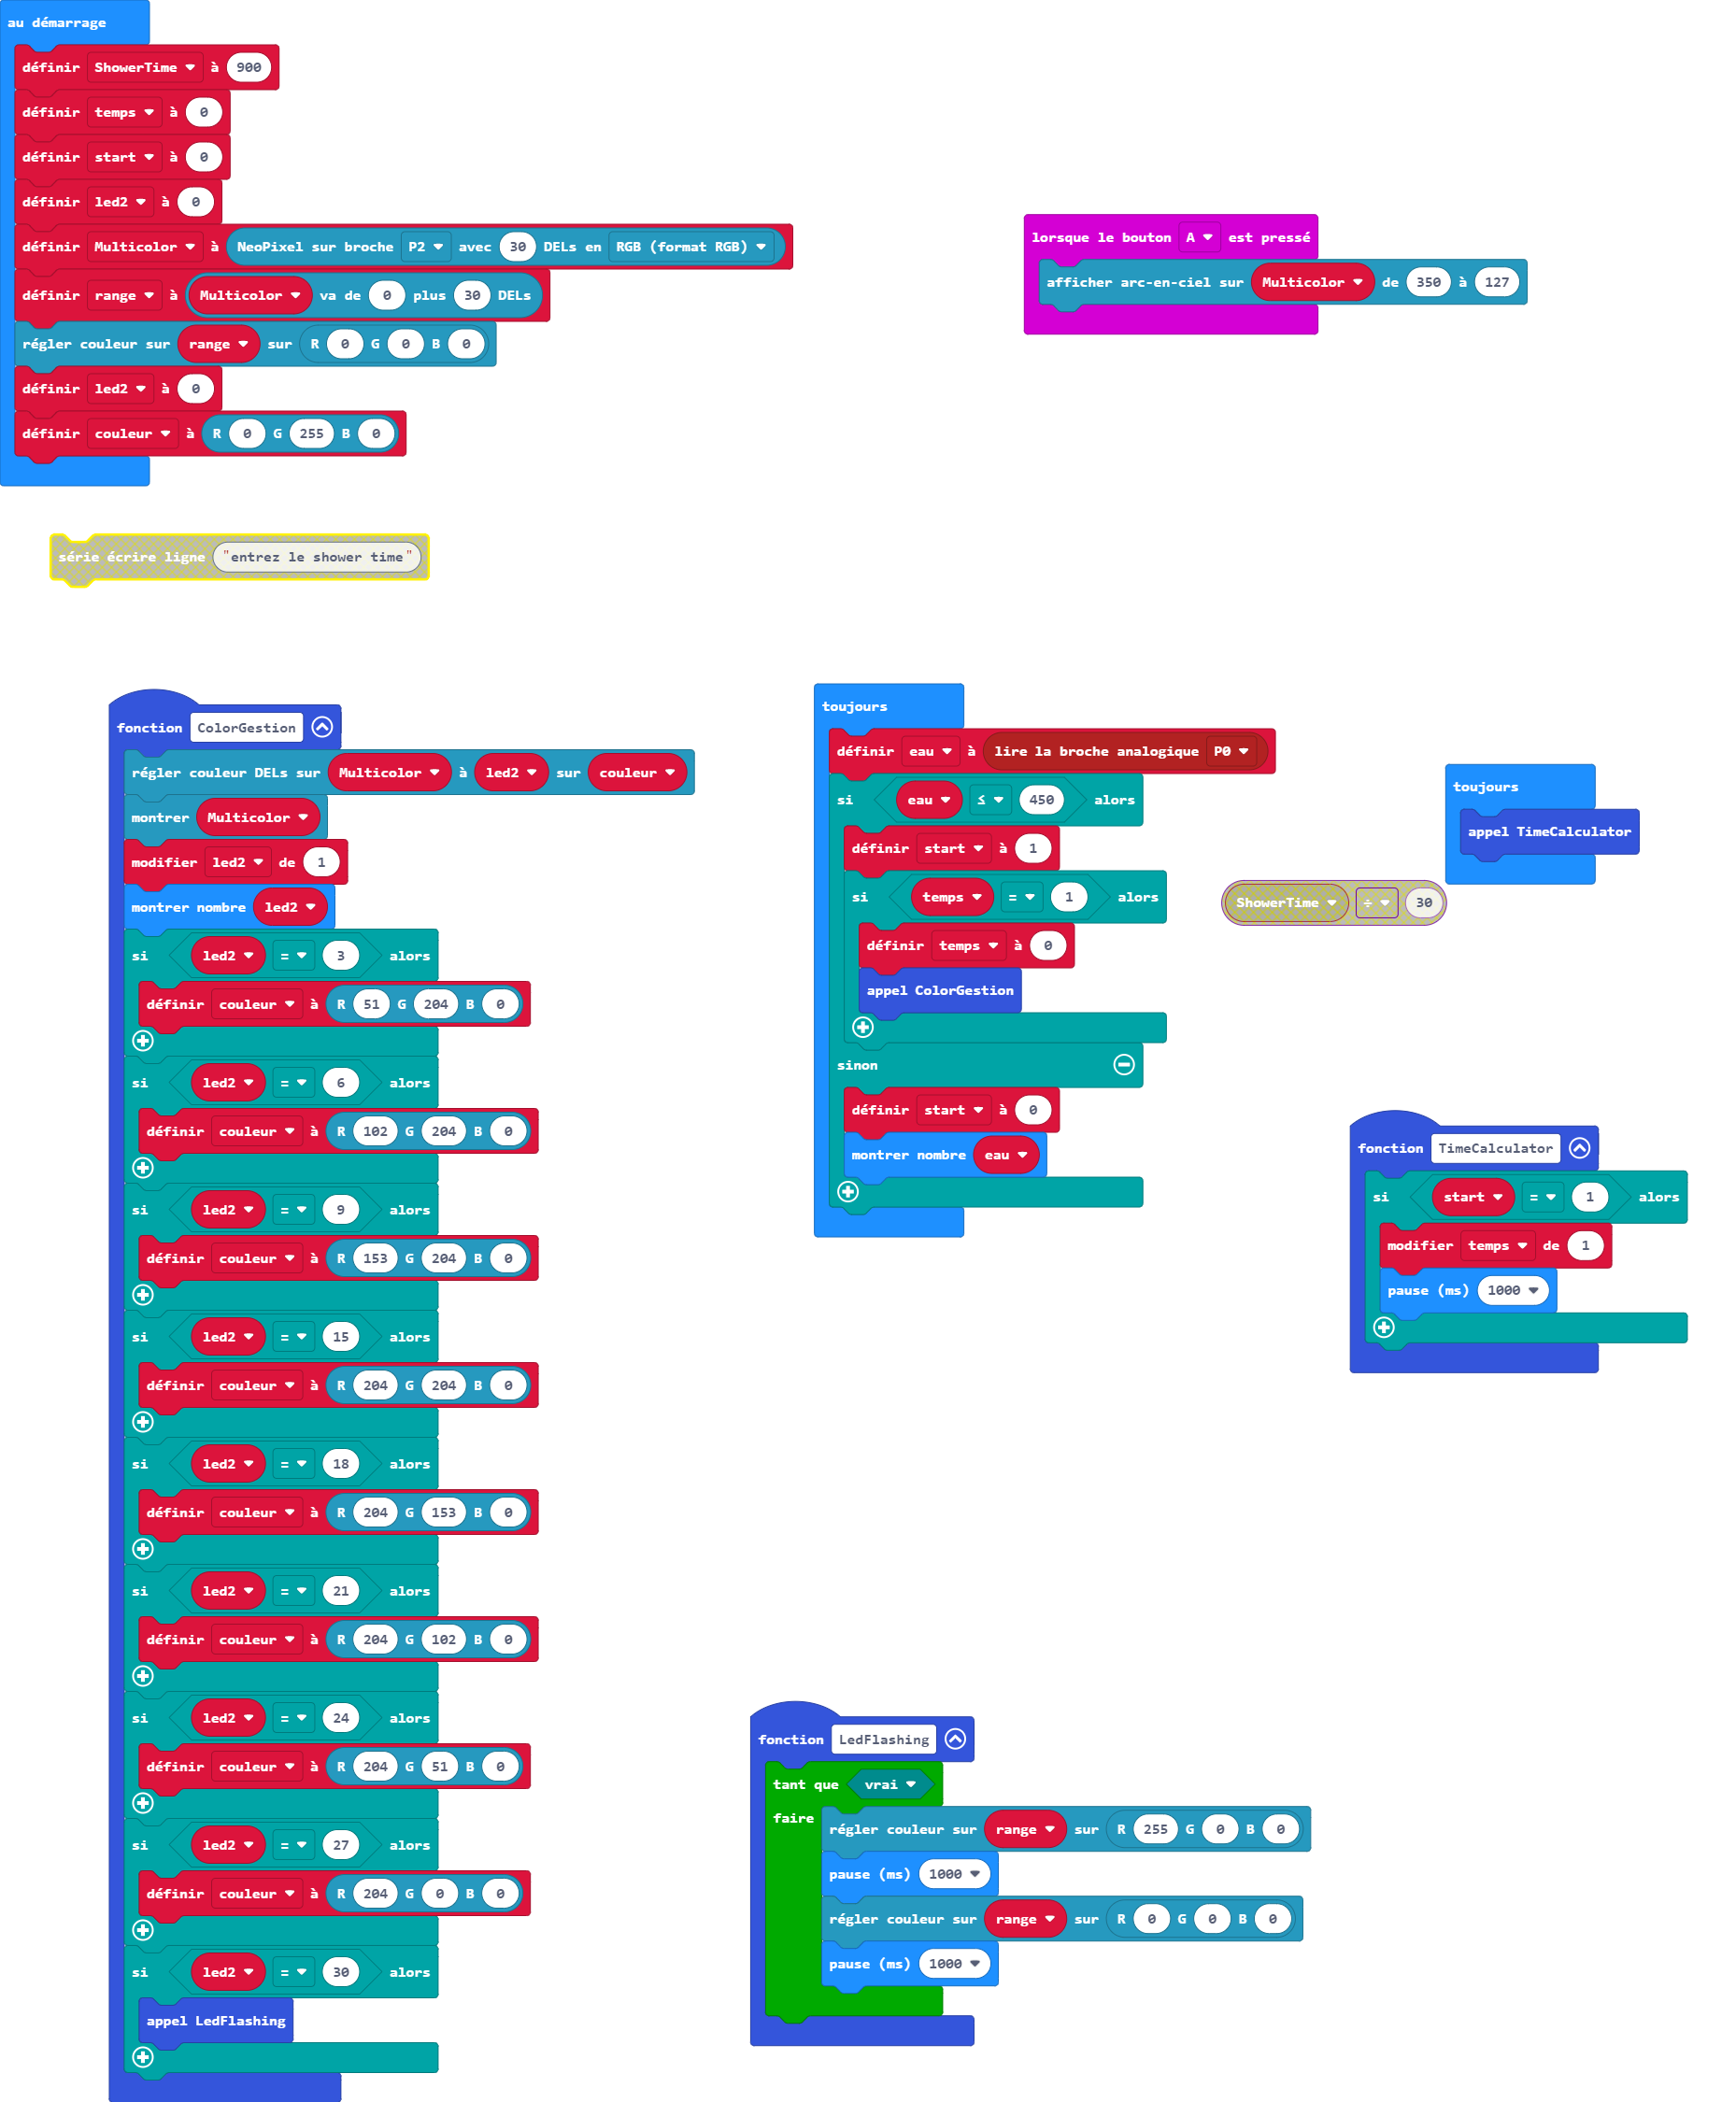 au démarrage
définir ShowerTime à 900
définir temps à 0
définir start à 0
définir led2 à 0
définir Multicolor à NeoPixel sur broche P2 avec 30 DELs en RGB (format RGB)
définir range à Multicolor va de 0 plus 30 DELs
régler couleur sur range sur R 0 G 0 B 0
définir led2 à 0
définir couleur à R 0 G 255 B 0
lorsque le bouton A est pressé
afficher arc-en-ciel sur Multicolor de 350 à 127
série écrire ligne "entrez le shower time"
fonction ColorGestion
régler couleur DELs sur Multicolor à led2 sur couleur
montrer Multicolor
modifier led2 de 1
montrer nombre led2
si led2 = 3 alors
définir couleur à R 51 G 204 B 0
si led2 = 6 alors
définir couleur à R 102 G 204 B 0
si led2 = 9 alors
définir couleur à R 153 G 204 B 0
si led2 = 15 alors
définir couleur à R 204 G 204 B 0
si led2 = 18 alors
définir couleur à R 204 G 153 B 0
si led2 = 21 alors
définir couleur à R 204 G 102 B 0
si led2 = 24 alors
définir couleur à R 204 G 51 B 0
si led2 = 27 alors
définir couleur à R 204 G 0 B 0
si led2 = 30 alors
appel LedFlashing
toujours
définir eau à lire la broche analogique P0
si eau ≤ 450 alors
définir start à 1
si temps = 1 alors
définir temps à 0
appel ColorGestion
sinon
définir start à 0
montrer nombre eau
toujours
appel TimeCalculator
ShowerTime ÷ 30
fonction TimeCalculator
si start = 1 alors
modifier temps de 1
pause (ms) 1000
fonction LedFlashing
tant que vrai
faire
régler couleur sur range sur R 255 G 0 B 0
pause (ms) 1000
régler couleur sur range sur R 0 G 0 B 0
pause (ms) 1000